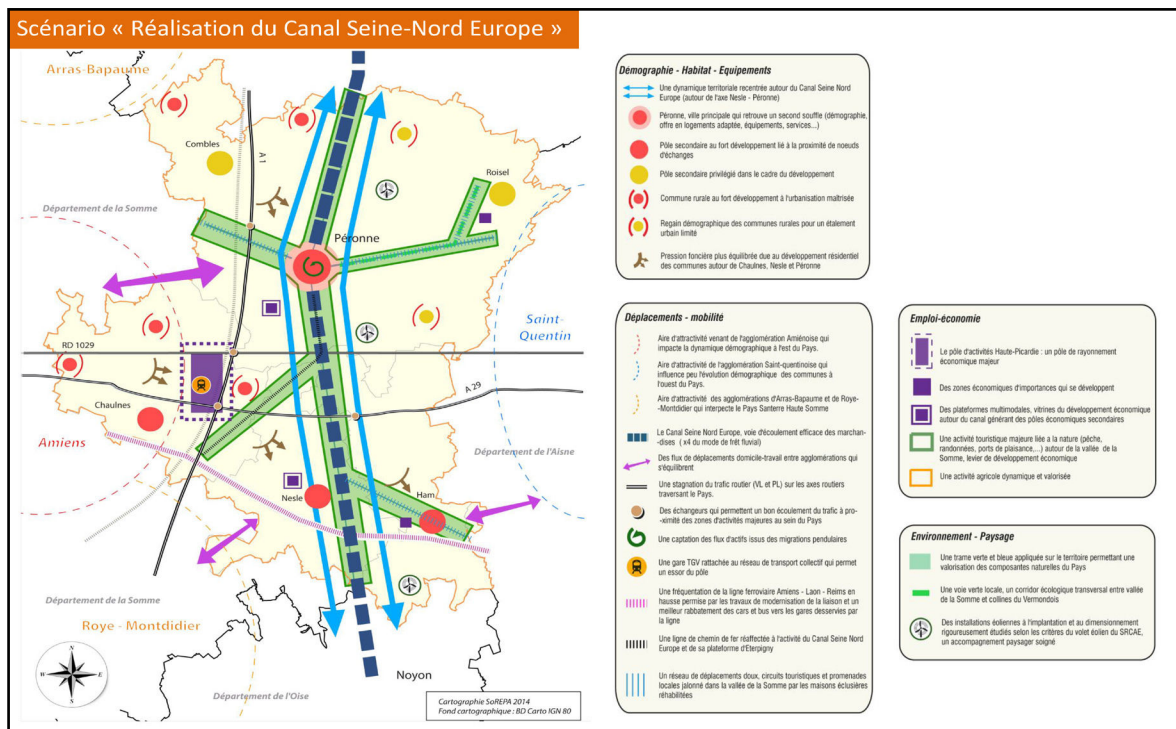 Scénario « Réalisation du Canal Seine-Nord Europe »
Arras-Bapaume
Combles
A 1
Roisel
Département de la Somme
Péronne
Saint-
Quentin
RD 1029
A 29
Chaulnes
Amiens
Département de l'Aisne
Nesle
Ham
Département de la Somme
Roye - Montdidier
Noyon
Département de l'Oise
N
W
E
S
Cartographie SoREPA 2014
Fond cartographique : BD Carto IGN 80
Démographie - Habitat - Equipements
Une dynamique territoriale recentrée autour du Canal Seine Nord
Europe (autour de l'axe Nesle - Péronne)
Péronne, ville principale qui retrouve un second souffle (démographie,
offre en logements adaptée, équipements, services...)
Pôle secondaire au fort développement lié à la proximité de noeuds
d'échanges
Pôle secondaire privilégié dans le cadre du développement
Commune rurale au fort développement à l'urbanisation maîtrisée
Regain démographique des communes rurales pour un étalement
urbain limité
Pression foncière plus équilibrée due au développement résidentiel
des communes autour de Chaulnes, Nesle et Péronne
Déplacements - mobilité
Aire d'attractivité venant de l'agglomération Amiénoise qui
impacte la dynamique démographique à l'est du Pays.
Aire d'attractivité de l'agglomération Saint-quentinoise qui
influence peu l'évolution démographique des communes à
l'ouest du Pays.
Aire d'attractivité des agglomérations d'Arras-Bapaume et de Roye-
Montdidier qui interpecte le Pays Santerre Haute Somme
Le Canal Seine Nord Europe, voie d'écoulement efficace des marchan-
dises ( x4 du mode de frêt fluvial)
Des flux de déplacements domicile-travail entre agglomérations qui
s'équilibrent
Une stagnation du trafic routier (VL et PL) sur les axes routiers
traversant le Pays.
Des échangeurs qui permettent un bon écoulement du trafic à pro-
ximité des zones d'activités majeures au sein du Pays
Une captation des flux d'actifs issus des migrations pendulaires
Une gare TGV rattachée au réseau de transport collectif qui permet
un essor du pôle
Une fréquentation de la ligne ferroviaire Amiens - Laon - Reims en
hausse permise par les travaux de modernisation de la liaison et un
meilleur rabbatement des cars et bus vers les gares desservies par
la ligne
Une ligne de chemin de fer réaffectée à l'activité du Canal Seine Nord
Europe et de sa plateforme d'Eterpigny
Un réseau de déplacements doux, circuits touristiques et promenades
locales jalonné dans la vallée de la Somme par les maisons éclusières
réhabilitées
Emploi-économie
Le pôle d'activités Haute-Picardie : un pôle de rayonnement
économique majeur
Des zones économiques d'importances qui se développent
Des plateformes multimodales, vitrines du développement économique
autour du canal générant des pôles économiques secondaires
Une activité touristique majeure liée à la nature (pêche,
randonnées, ports de plaisance,...) autour de la vallée de la
Somme, levier de développement économique
Une activité agricole dynamique et valorisée
Environnement - Paysage
Une trame verte et bleue appliquée sur le territoire permettant une
valorisation des composantes naturelles du Pays
Une voie verte locale, un corridor écologique transversal entre vallée
de la Somme et collines du Vermondois
Des installations éoliennes à l'implantation et au dimensionnement
rigoureusement étudiés selon les critères du volet éolien du SRCAE,
un accompagnement paysager soigné